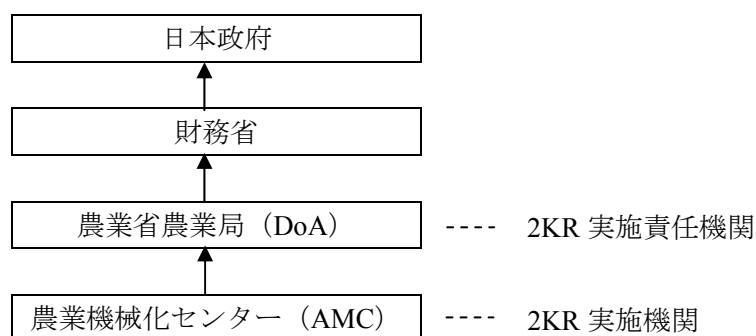 日本政府
財務省
農業省農業局（DoA） ---- 2KR 実施責任機関
農業機械化センター（AMC） ---- 2KR 実施機関